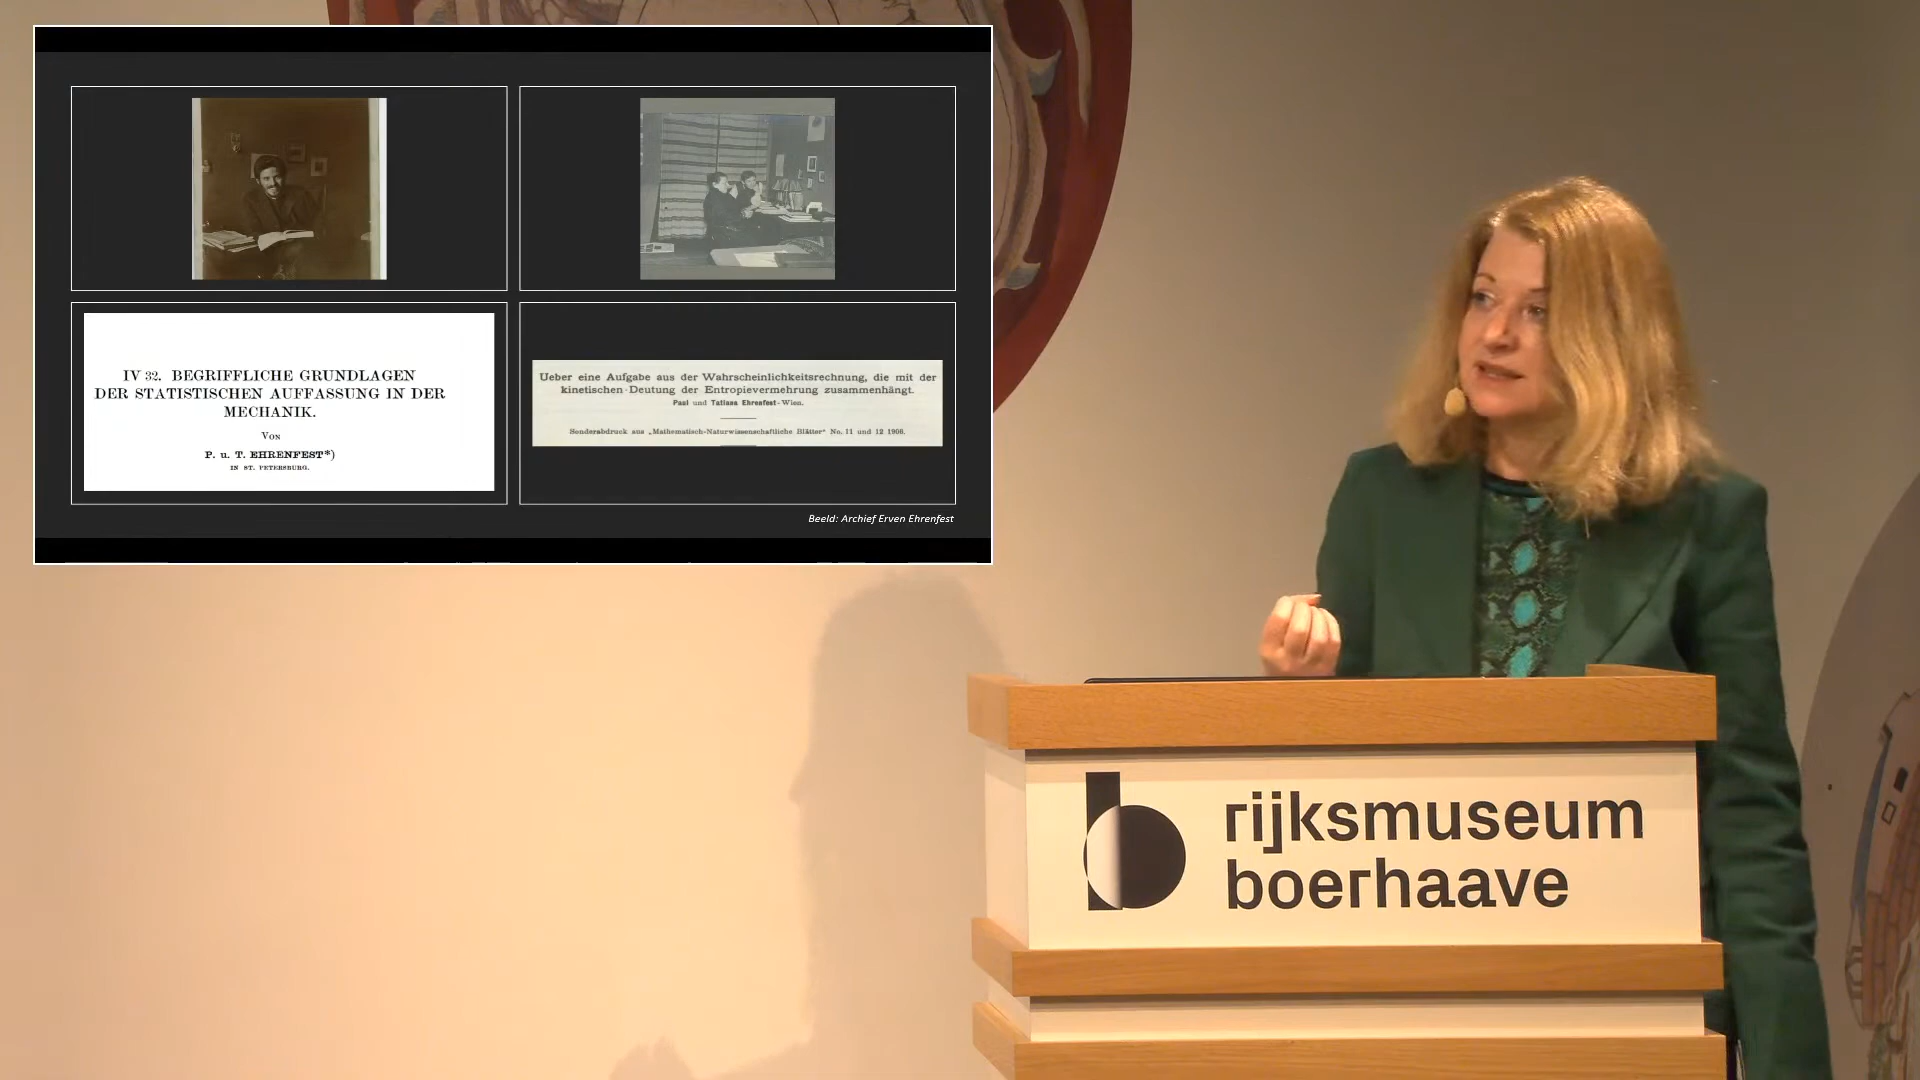 IV 32. BEGRIFFLICHE GRUNDLAGEN
DER STATISTISCHEN AUFFASSUNG IN DER
MECHANIK.
VON
P. u. T. EHRENFEST*)
IN ST. PETERSBURG.
Ueber eine Aufgabe aus der Wahrscheinlichkeitsrechnung, die mit der
kinetischen Deutung der Entropievermehrung zusammenhängt.
Paul und Tatiana Ehrenfest - Wien.
Sonderabdruck aus „Mathematisch-Naturwissenschaftliche Blätter“ No. 11 und 12 1906.
Beeld: Archief Erven Ehrenfest
rijksmuseum
boerhaave